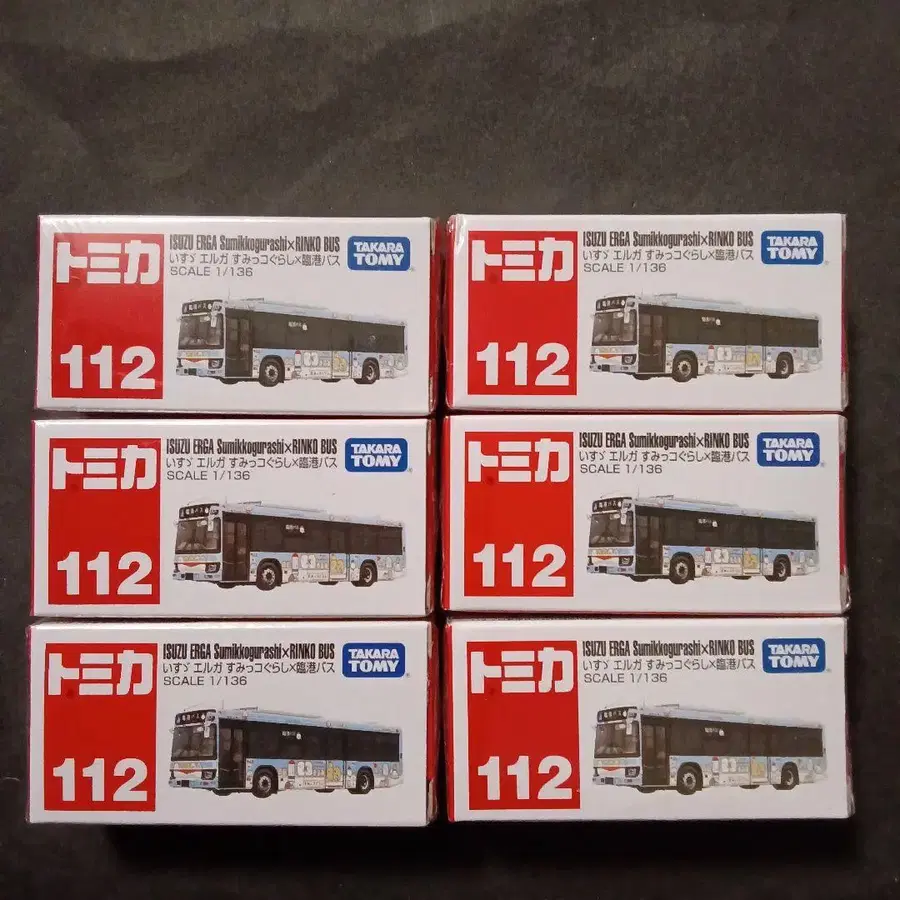 トミカ
112
ISUZU ERGA Sumikkogurashi×RINKO BUS
いすゞ エルガ すみっコぐらし×臨港バス
SCALE 1/136
TAKARA
TOMY
トミカ
112
ISUZU ERGA Sumikkogurashi×RINKO BUS
いすゞ エルガ すみっコぐらし×臨港バス
SCALE 1/136
TAKARA
TOMY
トミカ
112
ISUZU ERGA Sumikkogurashi×RINKO BUS
いすゞ エルガ すみっコぐらし×臨港バス
SCALE 1/136
TAKARA
TOMY
トミカ
112
ISUZU ERGA Sumikkogurashi×RINKO BUS
いすゞ エルガ すみっコぐらし×臨港バス
SCALE 1/136
TAKARA
TOMY
トミカ
112
ISUZU ERGA Sumikkogurashi×RINKO BUS
いすゞ エルガ すみっコぐらし×臨港バス
SCALE 1/136
TAKARA
TOMY
トミカ
112
ISUZU ERGA Sumikkogurashi×RINKO BUS
いすゞ エルガ すみっコぐらし×臨港バス
SCALE 1/136
TAKARA
TOMY